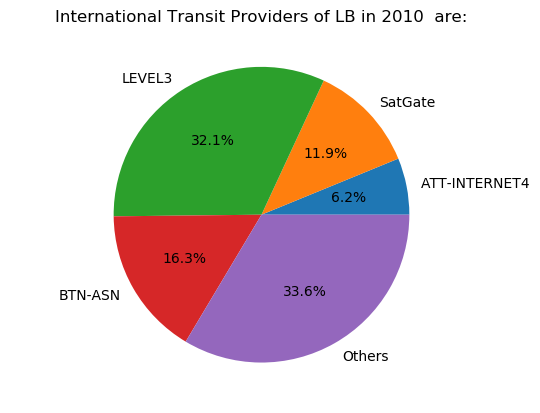 International Transit Providers of LB in 2010  are:
LEVEL3
SatGate
32.1%
11.9%
ATT-INTERNET4
6.2%
16.3%
BTN-ASN
33.6%
Others